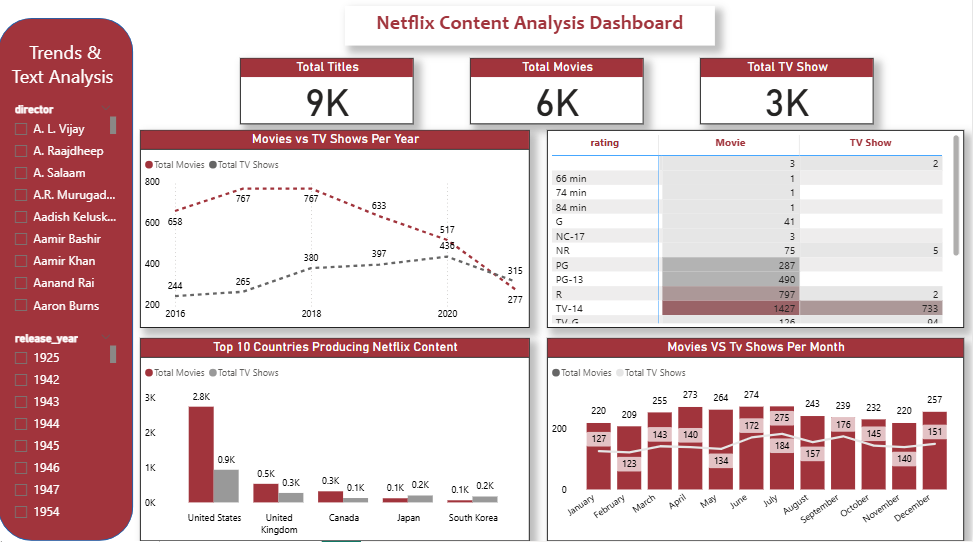 Netflix Content Analysis Dashboard
Trends &
Text Analysis
director
A. L. Vijay
A. Raajdheep
A. Salaam
A.R. Murugad...
Aadish Kelusk...
Aamir Bashir
Aamir Khan
Aanand Rai
Aaron Burns
release_year
1925
1942
1943
1944
1945
1946
1947
1954
Total Titles
9K
Total Movies
6K
Total TV Show
3K
Movies vs TV Shows Per Year
Total Movies Total TV Shows
800
600
400
200
658 767 767 633 517 277
244 265 380 397 436 315
2016 2018 2020
rating Movie TV Show
3 2
66 min 1
74 min 1
84 min 1
G 41
NC-17 3
NR 75 5
PG 287
PG-13 490
R 797 2
TV-14 1427 733
TV-G 126 94
Top 10 Countries Producing Netflix Content
Total Movies Total TV Shows
3K
2K
1K
0K
2.8K 0.9K 0.5K 0.3K 0.3K 0.1K 0.1K 0.2K 0.1K 0.2K
United States United Kingdom Canada Japan South Korea
Movies VS Tv Shows Per Month
Total Movies Total TV Shows
200
0
220 209 255 273 264 274 275 243 239 232 220 257
127 123 143 140 134 172 184 157 176 145 140 151
January February March April May June July August September October November December